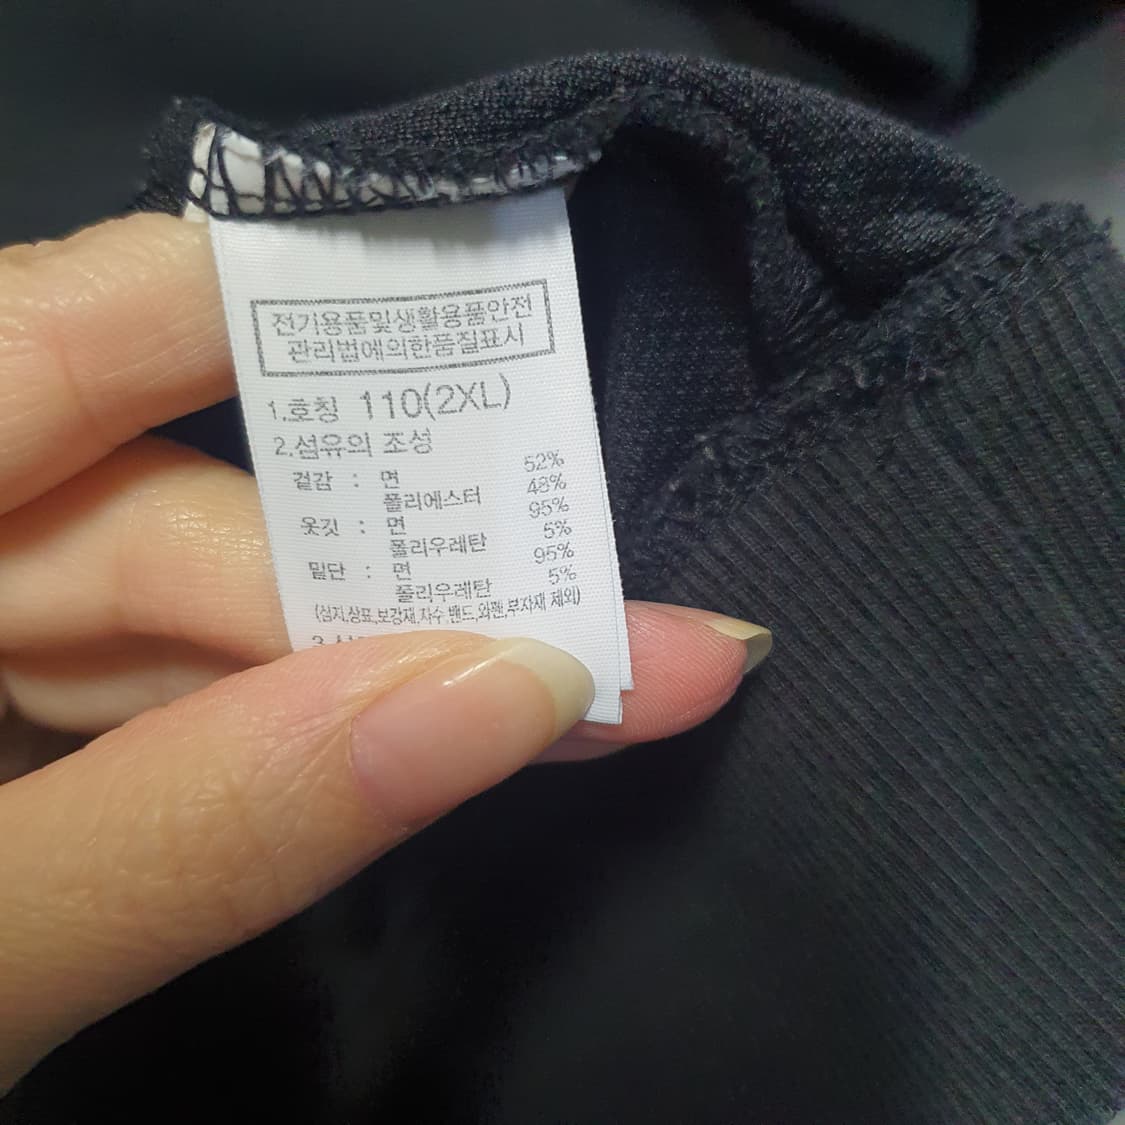 전기용품및생활용품안전
관리법에의한품질표시
1.호칭 110(2XL)
2.섬유의 조성
겉감 : 면 52%
폴리에스터 48%
옷깃 : 면 95%
폴리우레탄 5%
밑단 : 면 95%
폴리우레탄 5%
(심지,상표,보강재,자수,밴드,와펜,부자재 제외)